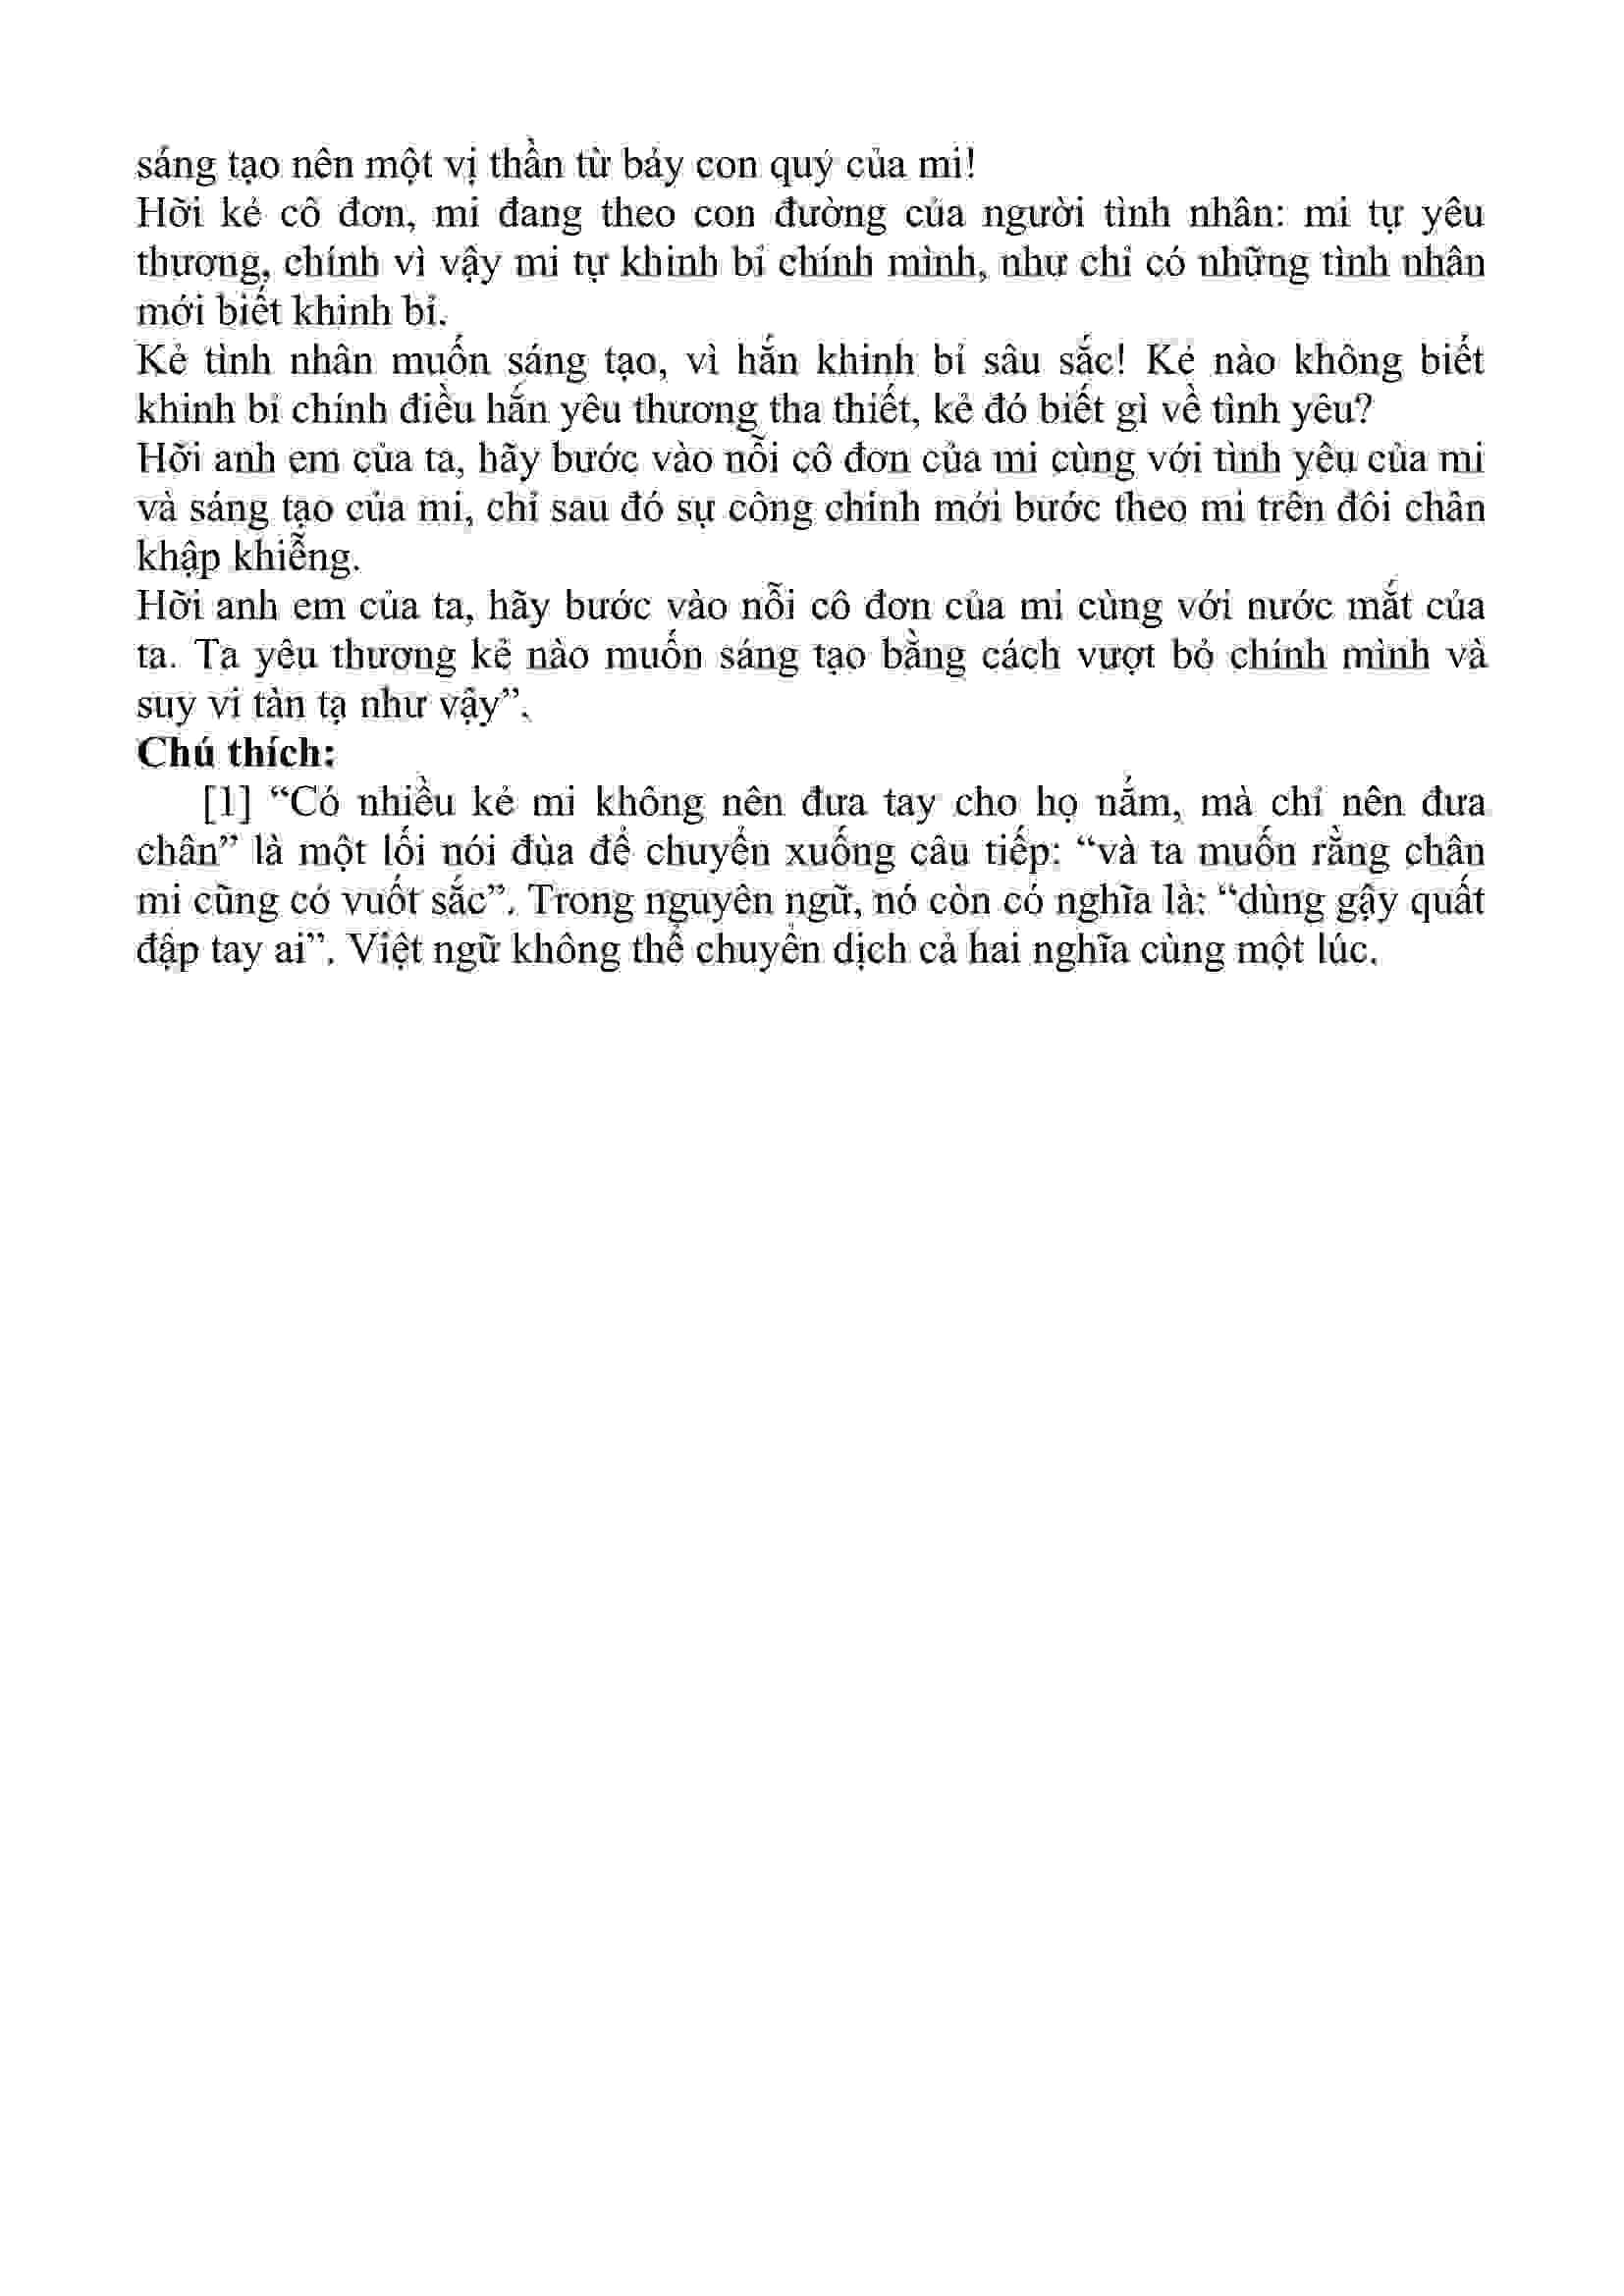 sáng tạo nên một vị thần từ bảy con quỷ của mi!
Hỡi kẻ cô đơn, mi đang theo con đường của người tình nhân: mi tự yêu
thương, chính vì vậy mi tự khinh bỉ chính mình, như chỉ có những tình nhân
mới biết khinh bỉ.
Kẻ tình nhân muốn sáng tạo, vì hắn khinh bỉ sâu sắc! Kẻ nào không biết
khinh bỉ chính điều hắn yêu thương tha thiết, kẻ đó biết gì về tình yêu?
Hỡi anh em của ta, hãy bước vào nỗi cô đơn của mi cùng với tình yêu của mi
và sáng tạo của mi, chỉ sau đó sự công chính mới bước theo mi trên đôi chân
khập khiễng.
Hỡi anh em của ta, hãy bước vào nỗi cô đơn của mi cùng với nước mắt của
ta. Ta yêu thương kẻ nào muốn sáng tạo bằng cách vượt bỏ chính mình và
suy vi tàn tạ như vậy”.
Chú thích:
[1] “Có nhiều kẻ mi không nên đưa tay cho họ nắm, mà chỉ nên đưa
chân” là một lối nói đùa để chuyển xuống câu tiếp: “và ta muốn rằng chân
mi cũng có vuốt sắc”. Trong nguyên ngữ, nó còn có nghĩa là: “dùng gậy quất
đập tay ai”. Việt ngữ không thể chuyển dịch cả hai nghĩa cùng một lúc.